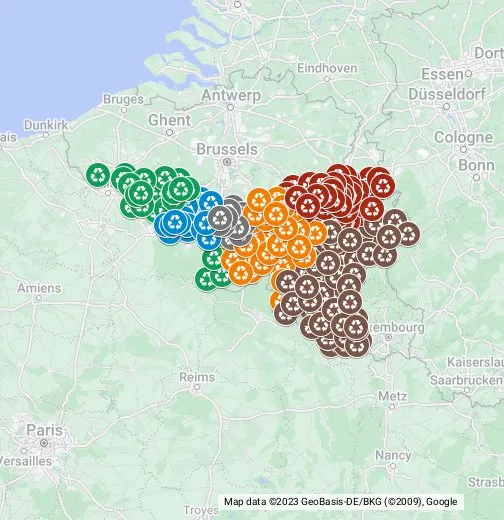 Eindhoven
Dort
Essen
Düsseldorf
Antwerp
Bruges
Ghent
Dunkirk
ais
Cologne
Bonn
Brussels
Amiens
embourg
Kaiserslau
Saarbrücken
Reims
Metz
Paris
Versailles
Nancy
Strasb
Troyes
Map data ©2023 GeoBasis-DE/BKG (©2009), Google